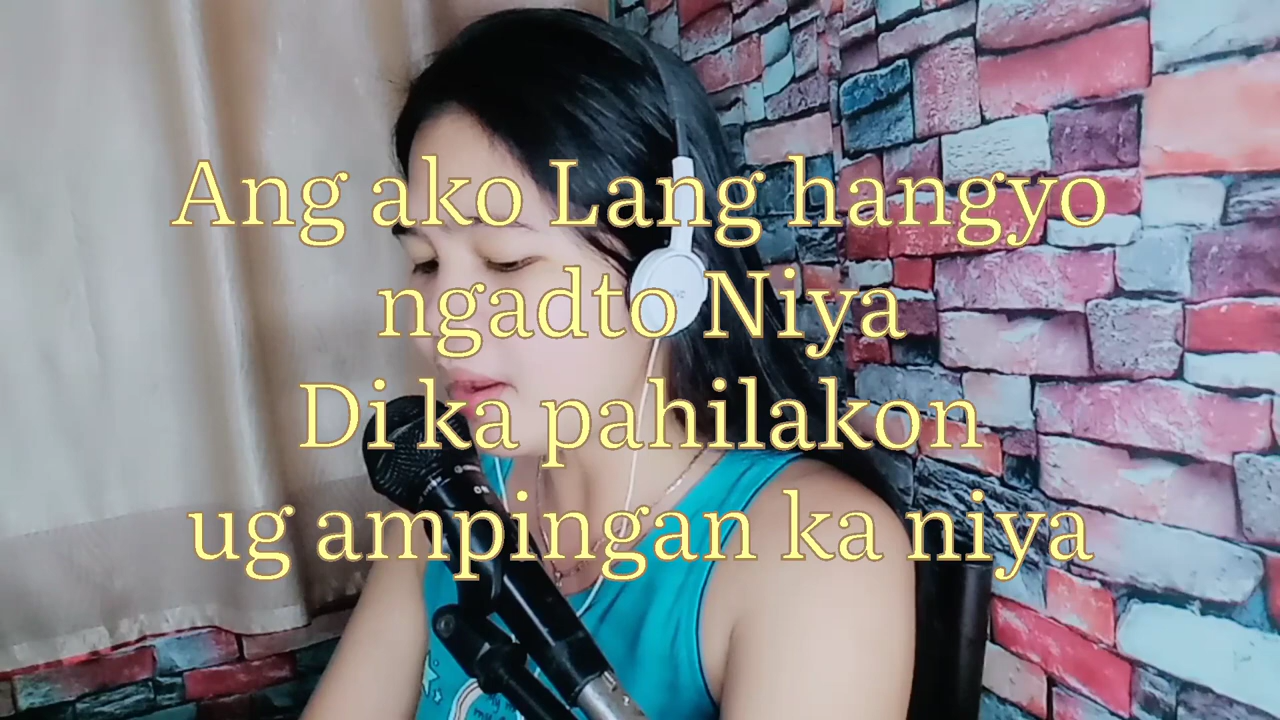 Ang ako Lang hangyo
ngadto Niya
Di ka pahilakon
ug ampingan ka niya